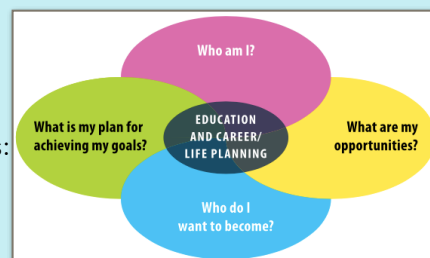 Who am I?
What is my plan for
achieving my goals?
EDUCATION
AND CAREER/
LIFE PLANNING
What are my
opportunities?
Who do I
want to become?